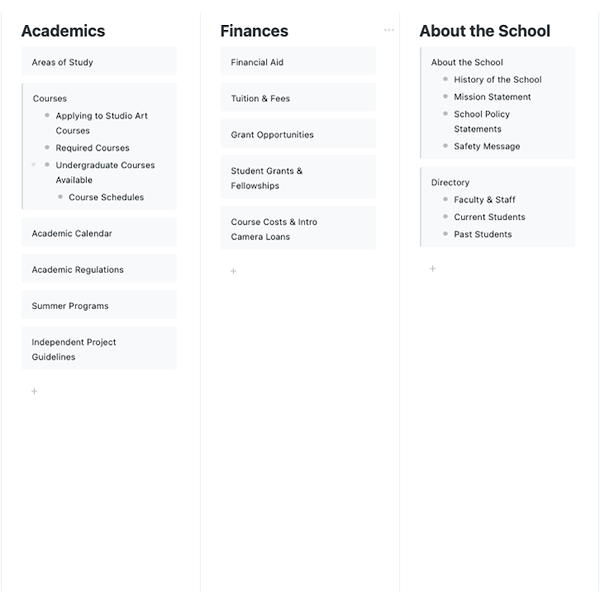 Academics
Areas of Study
Courses
Applying to Studio Art
Courses
Required Courses
Undergraduate Courses
Available
Course Schedules
Academic Calendar
Academic Regulations
Summer Programs
Independent Project
Guidelines
+
Finances
Financial Aid
Tuition & Fees
Grant Opportunities
Student Grants &
Fellowships
Course Costs & Intro
Camera Loans
+
About the School
About the School
History of the School
Mission Statement
School Policy
Statements
Safety Message
Directory
Faculty & Staff
Current Students
Past Students
+